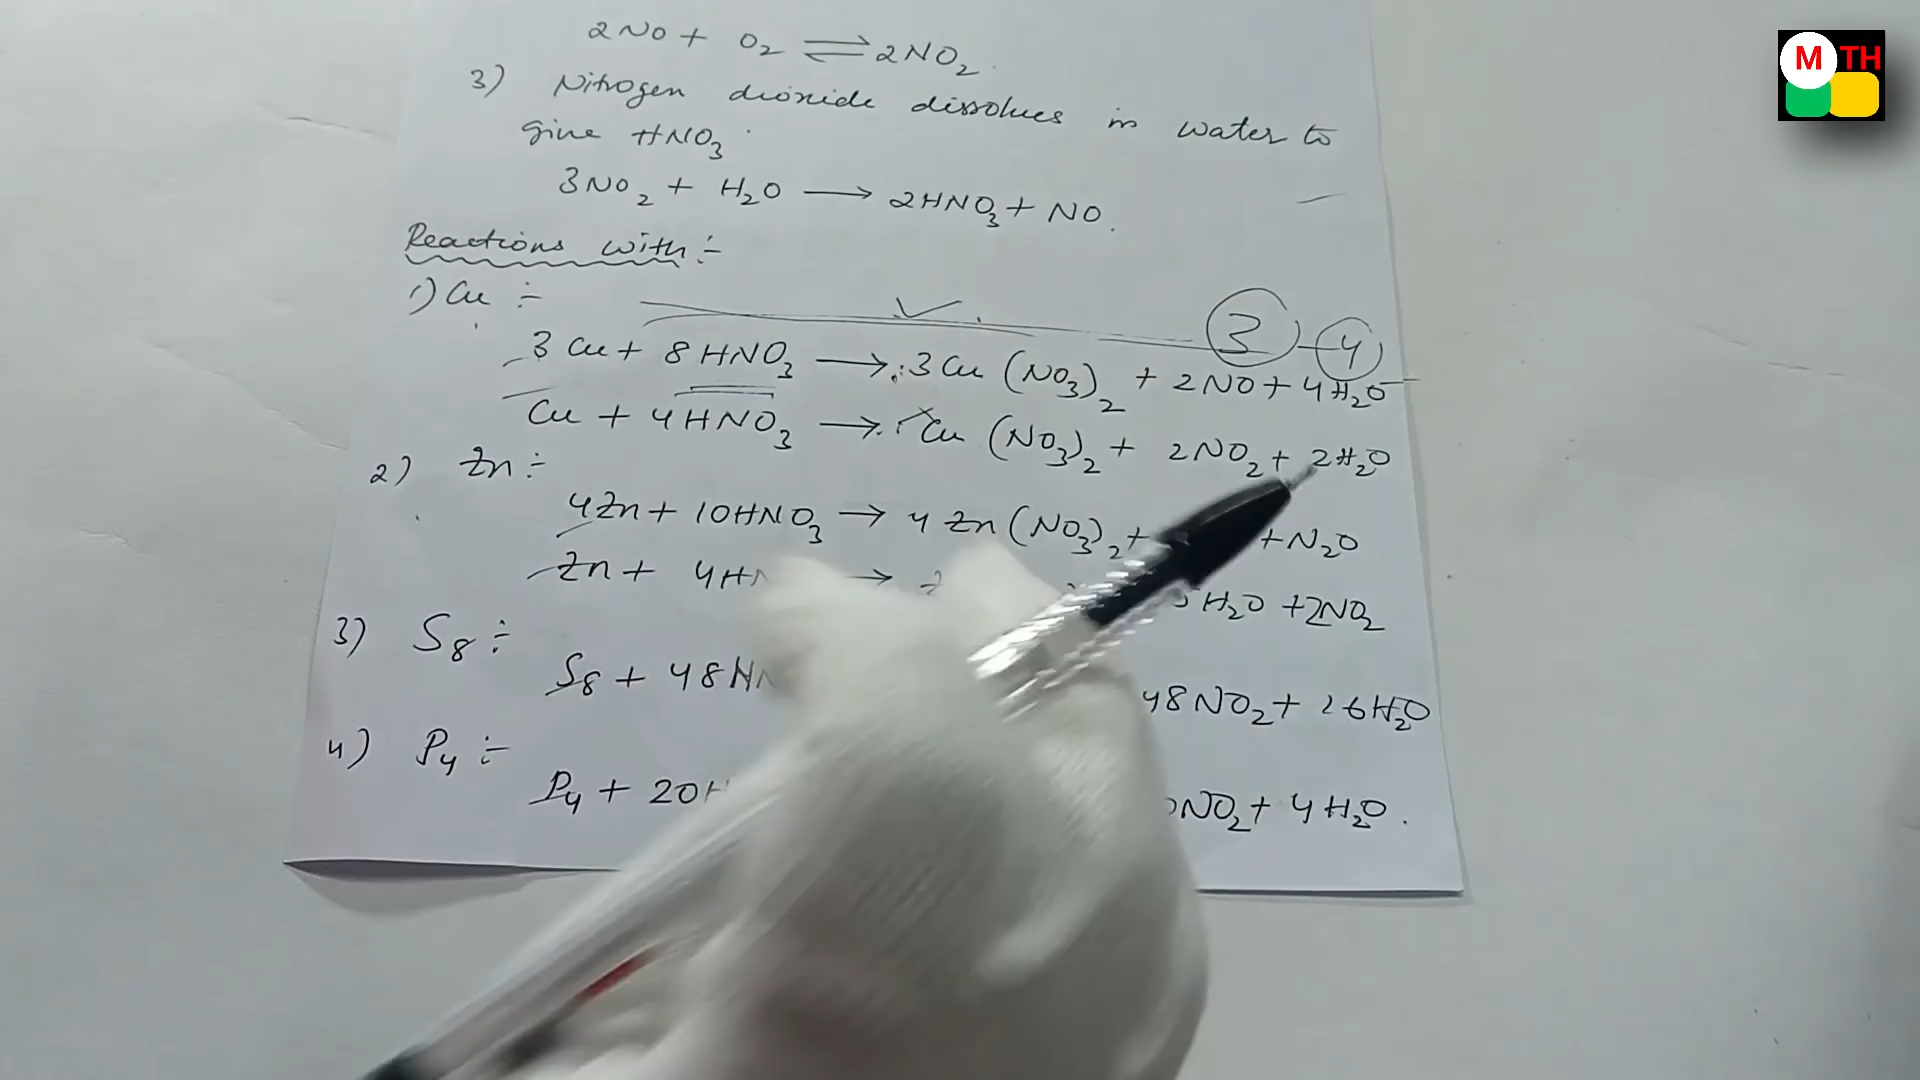 2NO + O₂ ⇌ 2NO₂.
3) Nitrogen dioxide dissolves in water to
give HNO₃.
3NO₂ + H₂O → 2HNO₃ + NO.
Reactions with :-
1) Cu :-
3 - 4
3Cu + 8HNO₃ → 3Cu(NO₃)₂ + 2NO + 4H₂O
Cu + 4HNO₃ → Cu(NO₃)₂ + 2NO₂ + 2H₂O
2) Zn :-
4Zn + 10HNO₃ → 4Zn(NO₃)₂ + + N₂O
Zn + 4H → H₂O + 2NO₂
3) S₈ :-
S₈ + 48HN 48NO₂ + 16H₂O
4) P₄ :-
P₄ + 20H NO₂ + 4H₂O.
M TH